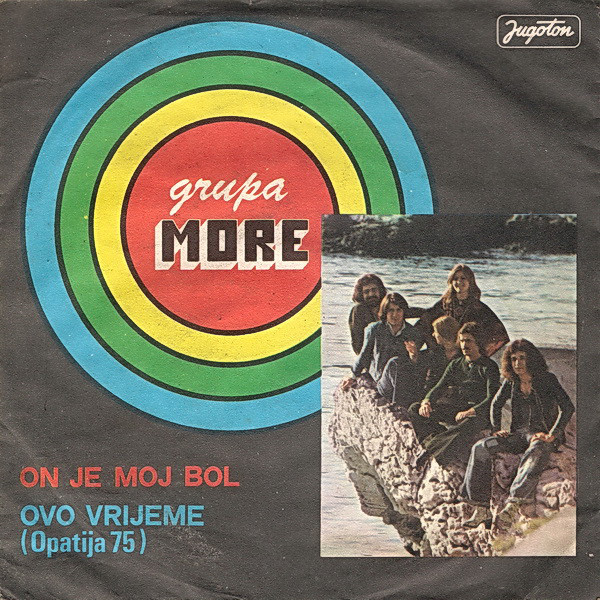 Jugoton
grupa
MORE
ON JE MOJ BOL
OVO VRIJEME
(Opatija 75)